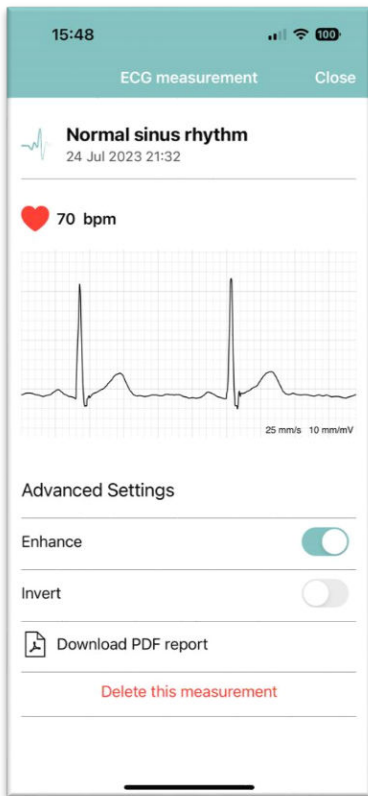 15:48
100
ECG measurement Close
Normal sinus rhythm
24 Jul 2023 21:32
70 bpm
25 mm/s 10 mm/mV
Advanced Settings
Enhance
Invert
Download PDF report
Delete this measurement